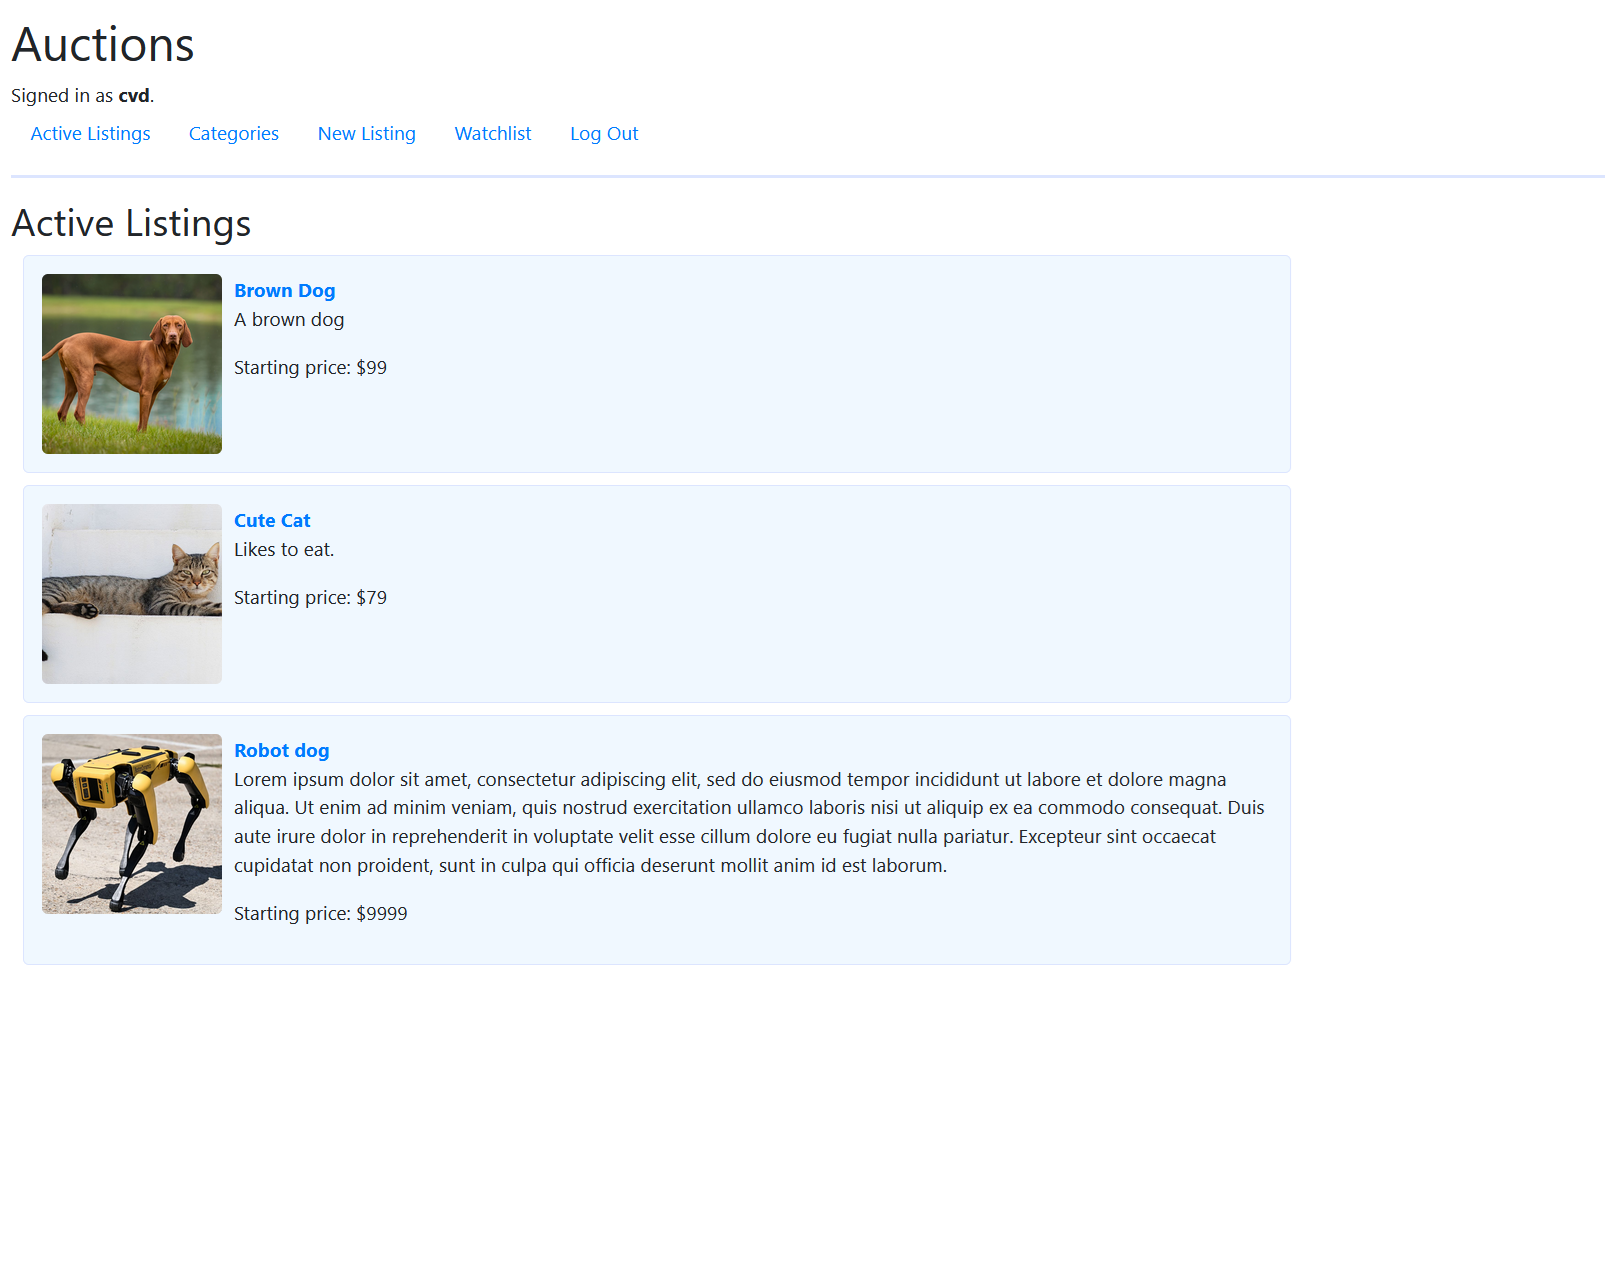 Auctions
Signed in as cvd.
Active Listings Categories New Listing Watchlist Log Out
Active Listings
Brown Dog
A brown dog
Starting price: $99
Cute Cat
Likes to eat.
Starting price: $79
Robot dog
Lorem ipsum dolor sit amet, consectetur adipiscing elit, sed do eiusmod tempor incididunt ut labore et dolore magna
aliqua. Ut enim ad minim veniam, quis nostrud exercitation ullamco laboris nisi ut aliquip ex ea commodo consequat. Duis
aute irure dolor in reprehenderit in voluptate velit esse cillum dolore eu fugiat nulla pariatur. Excepteur sint occaecat
cupidatat non proident, sunt in culpa qui officia deserunt mollit anim id est laborum.
Starting price: $9999